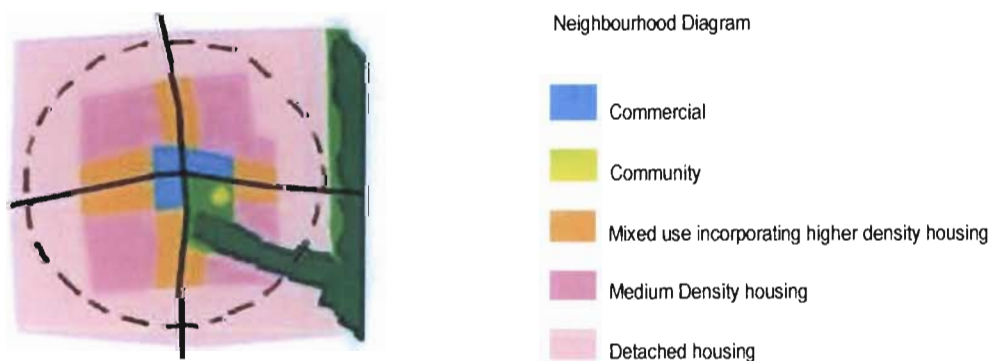 Neighbourhood Diagram
Commercial
Community
Mixed use incorporating higher density housing
Medium Density housing
Detached housing